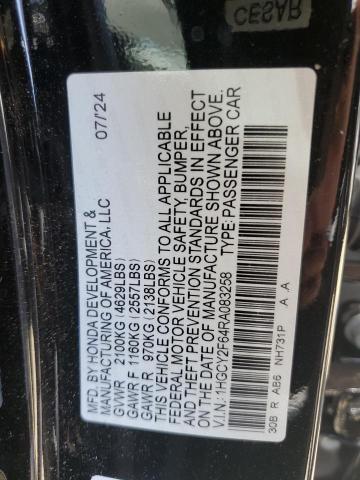 MFD.BY HONDA DEVELOPMENT &
MANUFACTURING OF AMERICA. LLC 07/'24
GVWR 2100KG (4629LBS)
GAWR F 1160KG (2557LBS)
GAWR R 970KG (2138LBS)
THIS VEHICLE CONFORMS TO ALL APPLICABLE
FEDERAL MOTOR VEHICLE SAFETY, BUMPER,
AND THEFT PREVENTION STANDARDS IN EFFECT
ON THE DATE OF MANUFACTURE SHOWN ABOVE.
V.I.N.: 1HGCY2F64RA083258 TYPE: PASSENGER CAR
30B R AB6 NH731P A A
CESAR